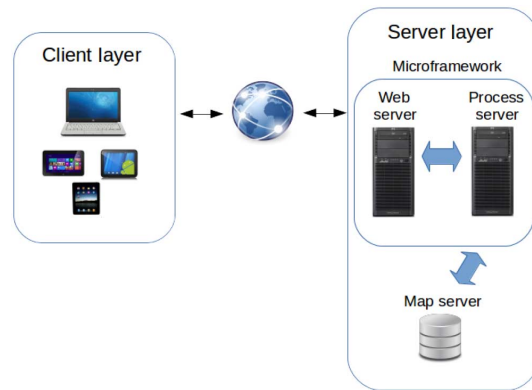 Client layer
Server layer
Microframework
Web
server
Process
server
Map server